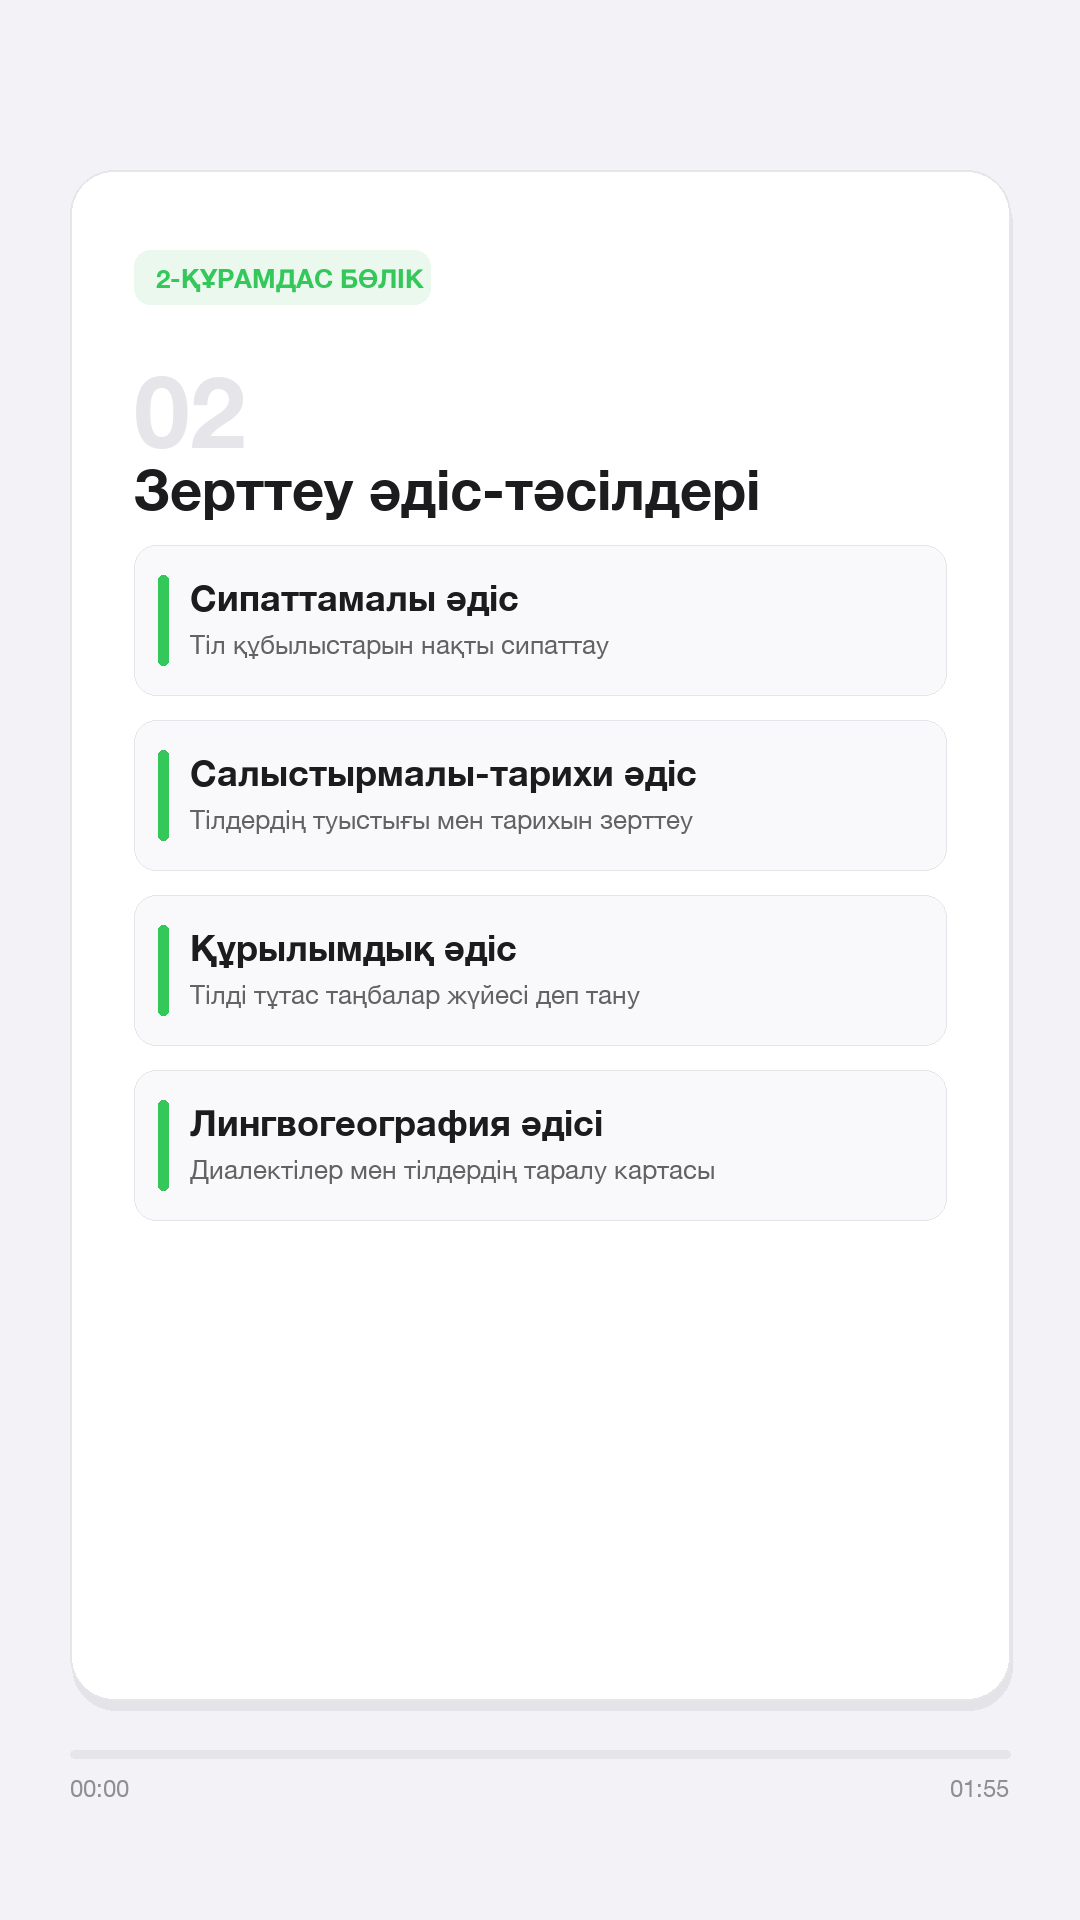 2-ҚҰРАМДАС БӨЛІК
02
Зерттеу әдіс-тәсілдері
Сипаттамалы әдіс
Тіл құбылыстарын нақты сипаттау
Салыстырмалы-тарихи әдіс
Тілдердің туыстығы мен тарихын зерттеу
Құрылымдық әдіс
Тілді тұтас таңбалар жүйесі деп тану
Лингвогеография әдісі
Диалектілер мен тілдердің таралу картасы
00:00
01:55